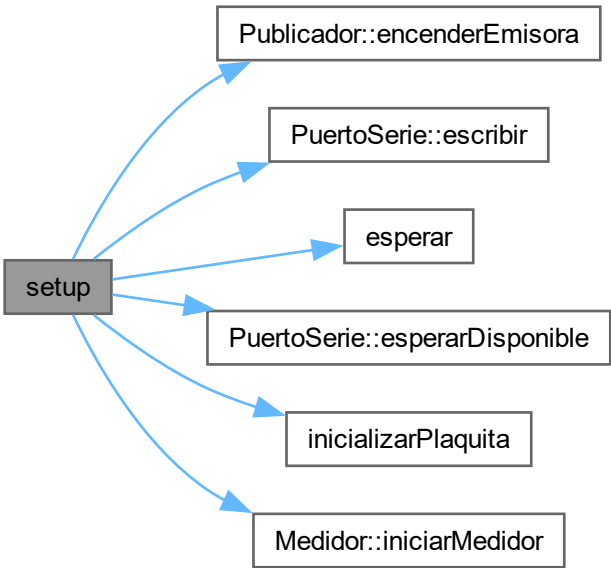 Publicador::encenderEmisora
PuertoSerie::escribir
esperar
setup
PuertoSerie::esperarDisponible
inicializarPlaquita
Medidor::iniciarMedidor